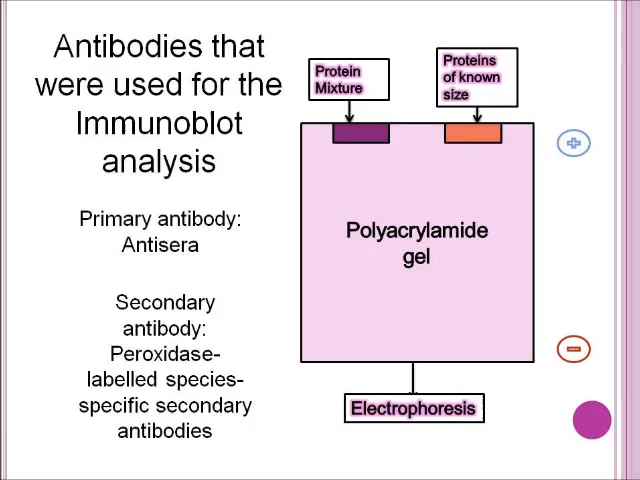 Antibodies that
were used for the
Immunoblot
analysis
Primary antibody:
Antisera
Secondary
antibody:
Peroxidase-
labelled species-
specific secondary
antibodies
Protein
Mixture
Proteins
of known
size
+
Polyacrylamide
gel
−
Electrophoresis